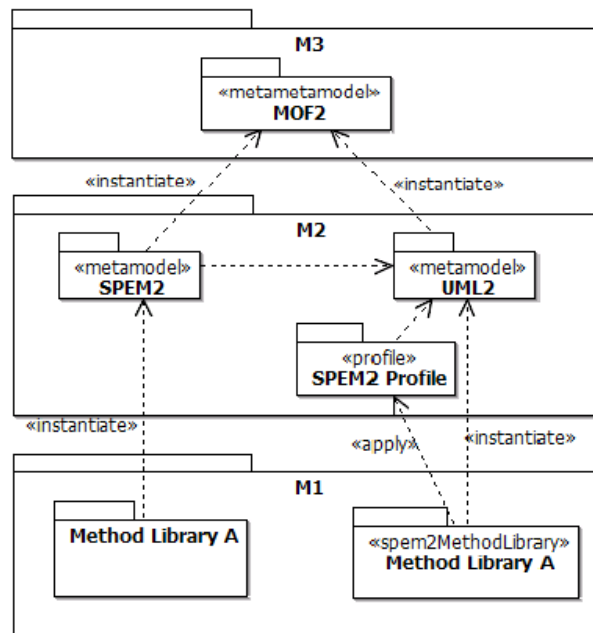 M3
«metametamodel»
MOF2
«instantiate»
«instantiate»
M2
«metamodel»
SPEM2
«metamodel»
UML2
«profile»
SPEM2 Profile
«instantiate»
«apply»
«instantiate»
M1
Method Library A
«spem2MethodLibrary»
Method Library A